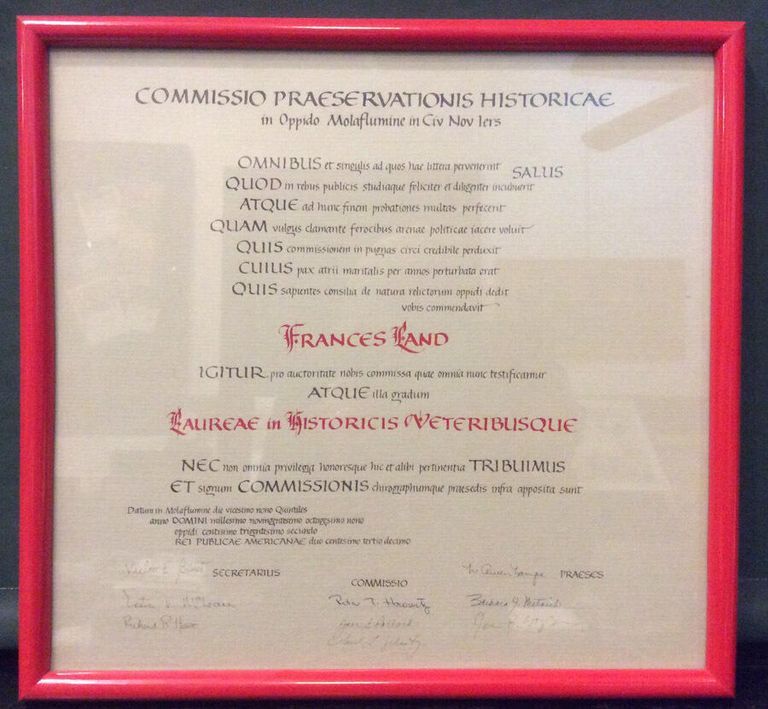 COMMISSIO PRAESERVATIONIS HISTORICAE
in Oppido Molaflumine in Civ Nov Iers
OMNIBUS et singulis ad quos hae littera pervenerint SALUS
QUOD in rebus publicis studiaque feliciter et diligenter incubuerit
ATQUE ad hunc finem probationes multas perfecerit
QUAM vulgus clamante ferocibus arenae politicae iacere voluit
QUIS commissionem in pugnas circi credibile perduxit
CUIUS pax atrii maritalis per annos perturbata erat
QUIS sapientes consilia de natura relictorum oppidi dedit
vobis commendavit
FRANCES LAND
IGITUR pro auctoritate nobis commissa quae omnia nunc testificamur
ATQUE illa gradum
LAUREAE in HISTORICIS VETERIBUSQUE
NEC non omnia privilegia honoresque hic et alibi pertinentia TRIBUIMUS
ET signum COMMISSIONIS chirographumque praesedis infra apposita sunt
Datum in Molaflumine die vicesimo nono Quintiles
anno DOMINI millesimo novingentesimo octogesimo nono
oppidi centisimo trigentisimo secundo
REI PUBLICAE AMERICANAE duo centisimo tertio decimo
SECRETARIUS
PRAESES
COMMISSIO
Peter T. Horowitz